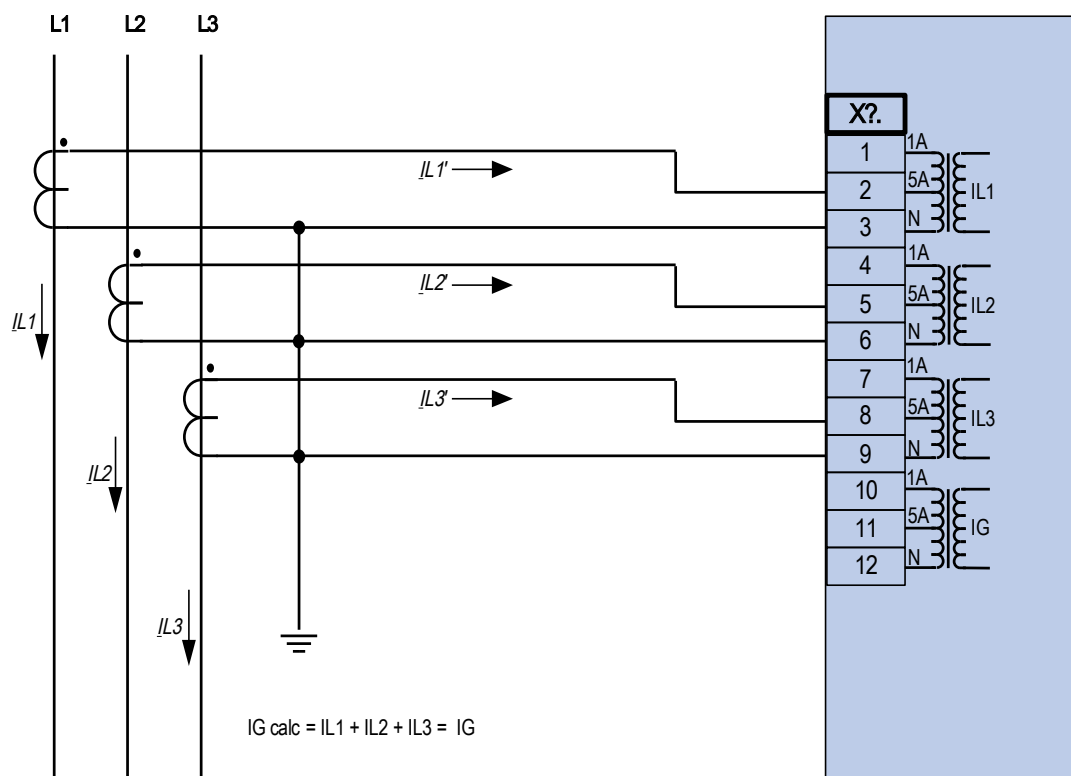 L1 L2 L3
X?.
1 1A
IL1'
2 5A IL1
3 N
4 1A
IL2'
5 5A IL2
IL1
6 N
7 1A
IL3'
8 5A IL3
9 N
IL2
10 1A
11 5A IG
12 N
IL3
IG calc = IL1 + IL2 + IL3 = IG